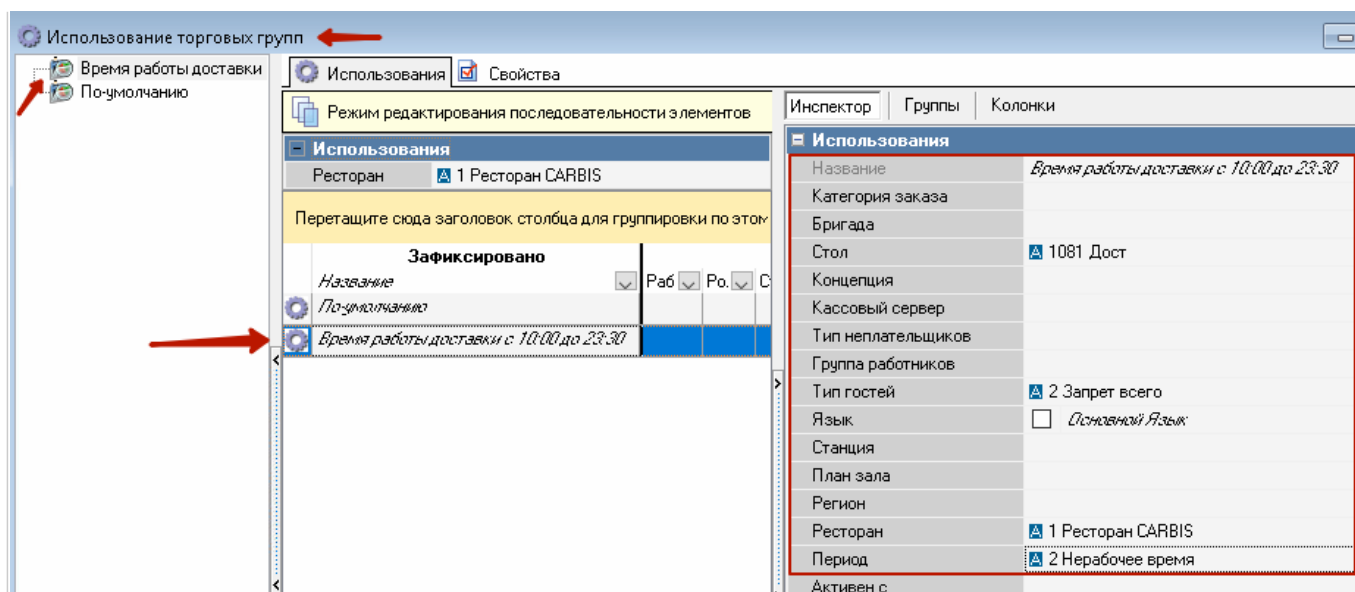 Использование торговых групп
Время работы доставки
По-умолчанию
Использования
Свойства
Режим редактирования последовательности элементов
Использования
Ресторан 1 Ресторан CARBIS
Перетащите сюда заголовок столбца для группировки по этом
Зафиксировано
Название Раб Ро. С
По-умолчанию
Время работы доставки с 10:00 до 23:30
Инспектор Группы Колонки
Использования
Название Время работы доставки с 10:00 до 23:30
Категория заказа
Бригада
Стол 1081 Дост
Концепция
Кассовый сервер
Тип неплательщиков
Группа работников
Тип гостей 2 Запрет всего
Язык Основной Язык
Станция
План зала
Регион
Ресторан 1 Ресторан CARBIS
Период 2 Нерабочее время
Активен с